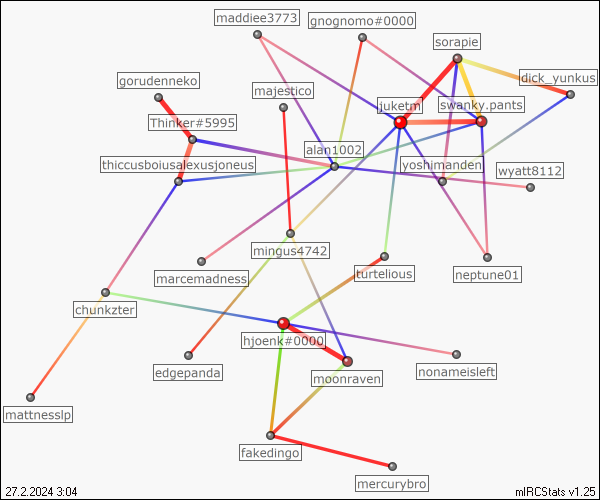 maddiee3773
gnognomo#0000
sorapie
gorudenneko
dick_yunkus
majestico
juketm
swanky.pants
Thinker#5995
alan1002
thiccusboiusalexusjoneus
yoshimanden
wyatt8112
mingus4742
marcemadness
turtelious
neptune01
chunkzter
hjoenk#0000
edgepanda
moonraven
nonameisleft
mattnesslp
fakedingo
mercurybro
27.2.2024 3:04
mIRCStats v1.25